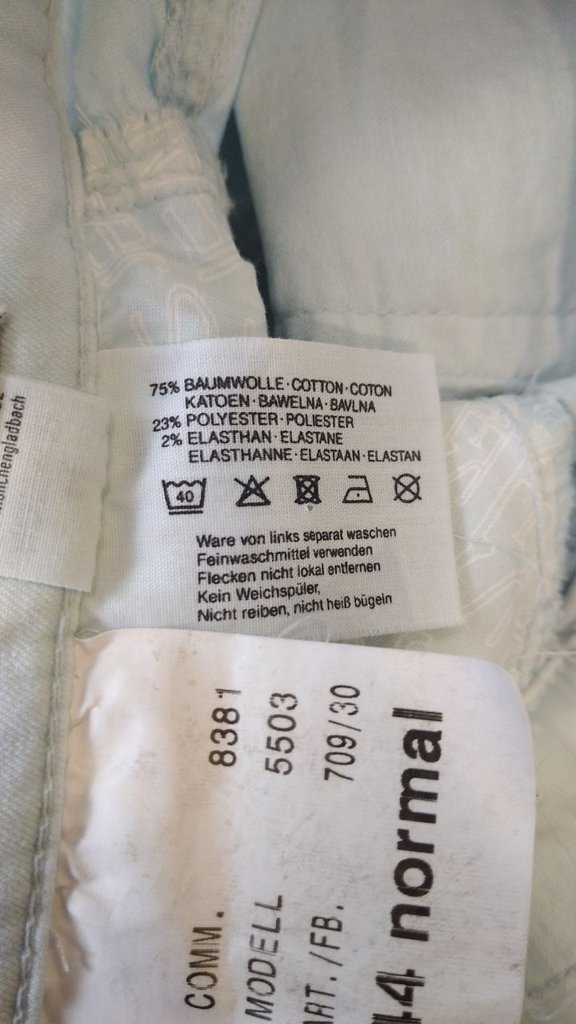 75% BAUMWOLLE·COTTON·COTON
KATOEN·BAWELNA·BAVLNA
23% POLYESTER·POLIESTER
2% ELASTHAN·ELASTANE
ELASTHANNE·ELASTAAN·ELASTAN
40
Ware von links separat waschen
Feinwaschmittel verwenden
Flecken nicht lokal entfernen
Kein Weichspüler,
Nicht reiben, nicht heiß bügeln
COMM. 8381
MODELL 5503
ART./FB. 709/30
44 normal